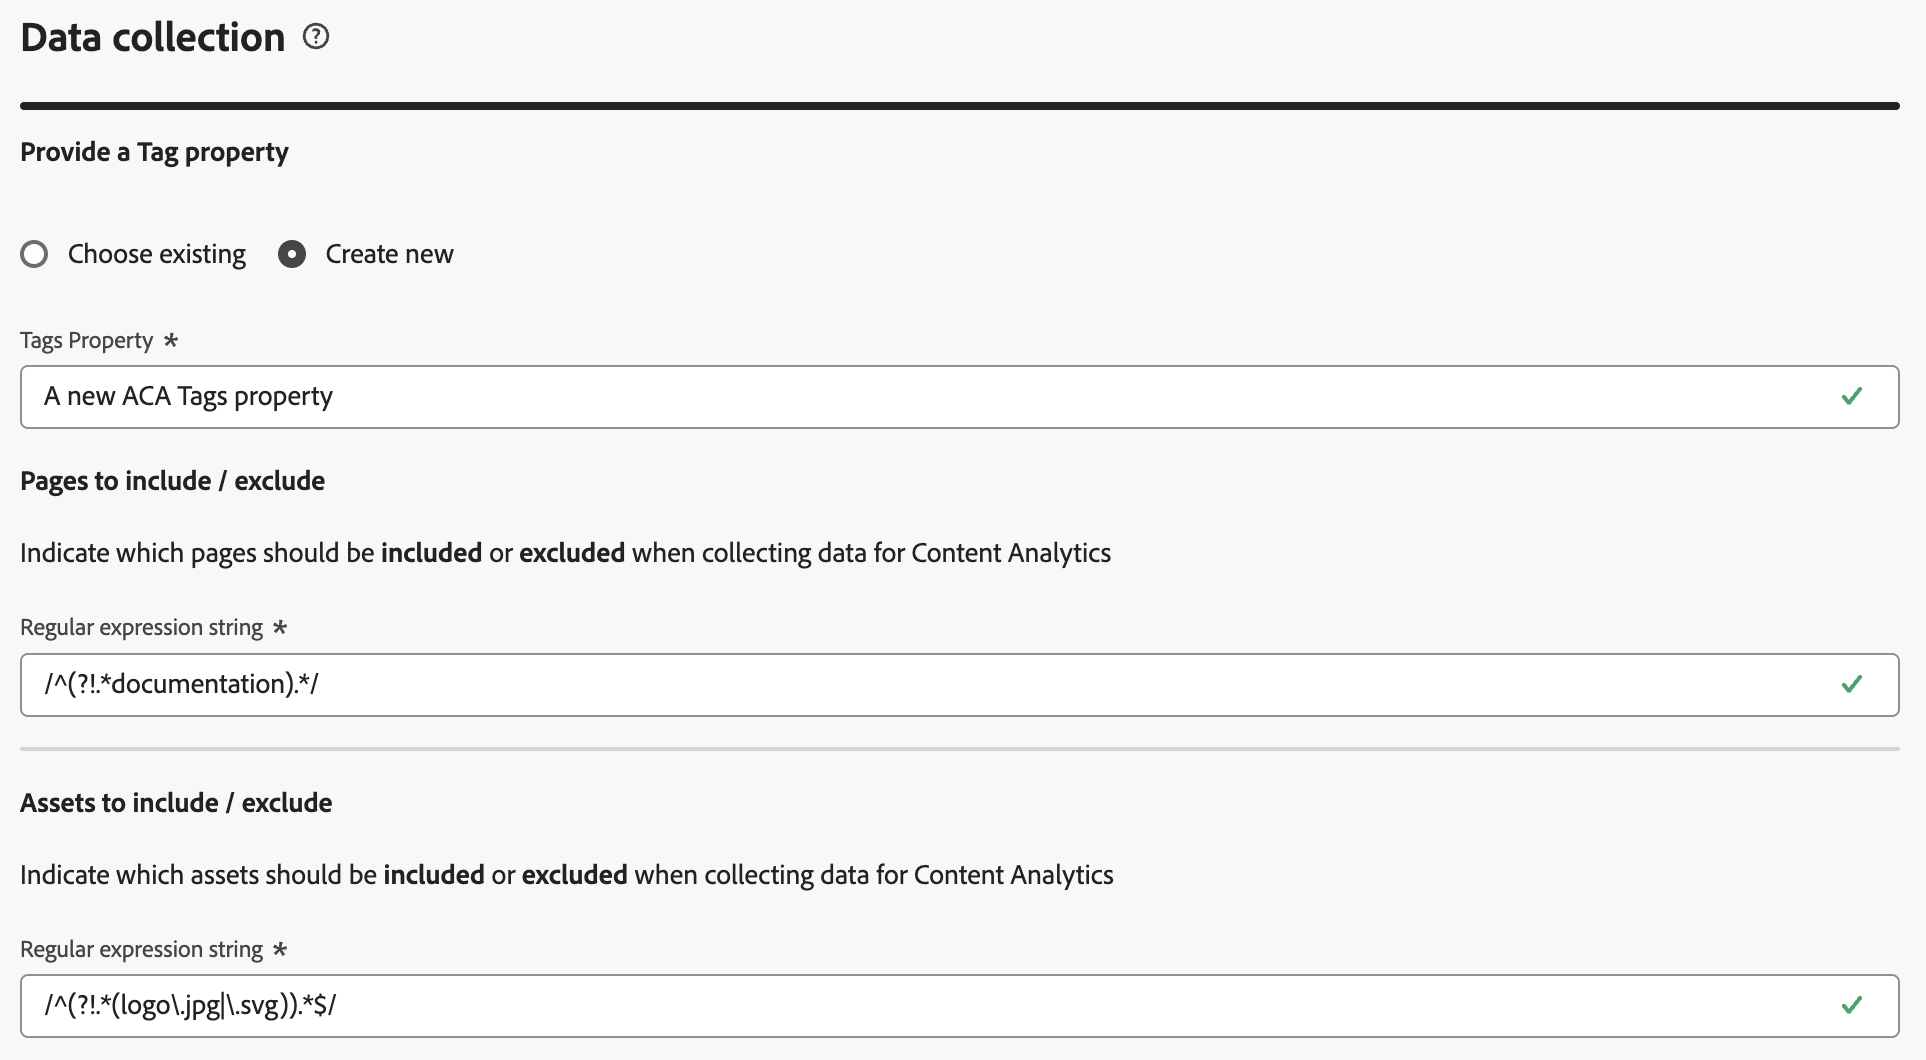 Data collection ?
Provide a Tag property
Choose existing Create new
Tags Property *
A new ACA Tags property
Pages to include / exclude
Indicate which pages should be included or excluded when collecting data for Content Analytics
Regular expression string *
/^(?!.*documentation).*/
Assets to include / exclude
Indicate which assets should be included or excluded when collecting data for Content Analytics
Regular expression string *
/^(?!.*(logo\.jpg|\.svg)).*$/